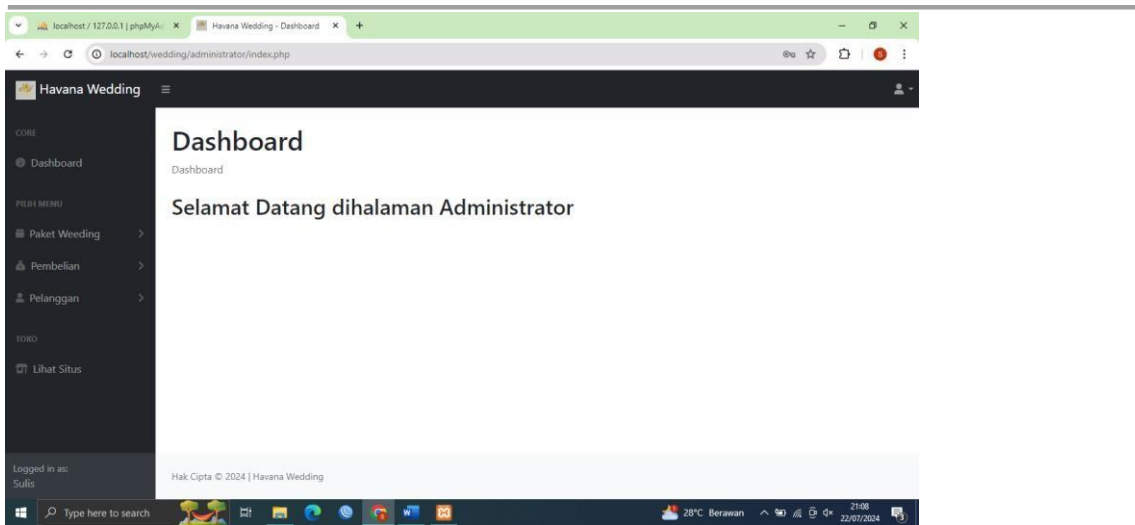 localhost / 127.0.0.1 | phpMyA
Havana Wedding - Dashboard
localhost/wedding/administrator/index.php
S
Havana Wedding
CORE
Dashboard
PILIH MENU
Paket Weeding
Pembelian
Pelanggan
TOKO
Lihat Situs
Logged in as:
Sulis
Dashboard
Dashboard
Selamat Datang dihalaman Administrator
Hak Cipta © 2024 | Havana Wedding
Type here to search
28°C Berawan
21:08
22/07/2024
3